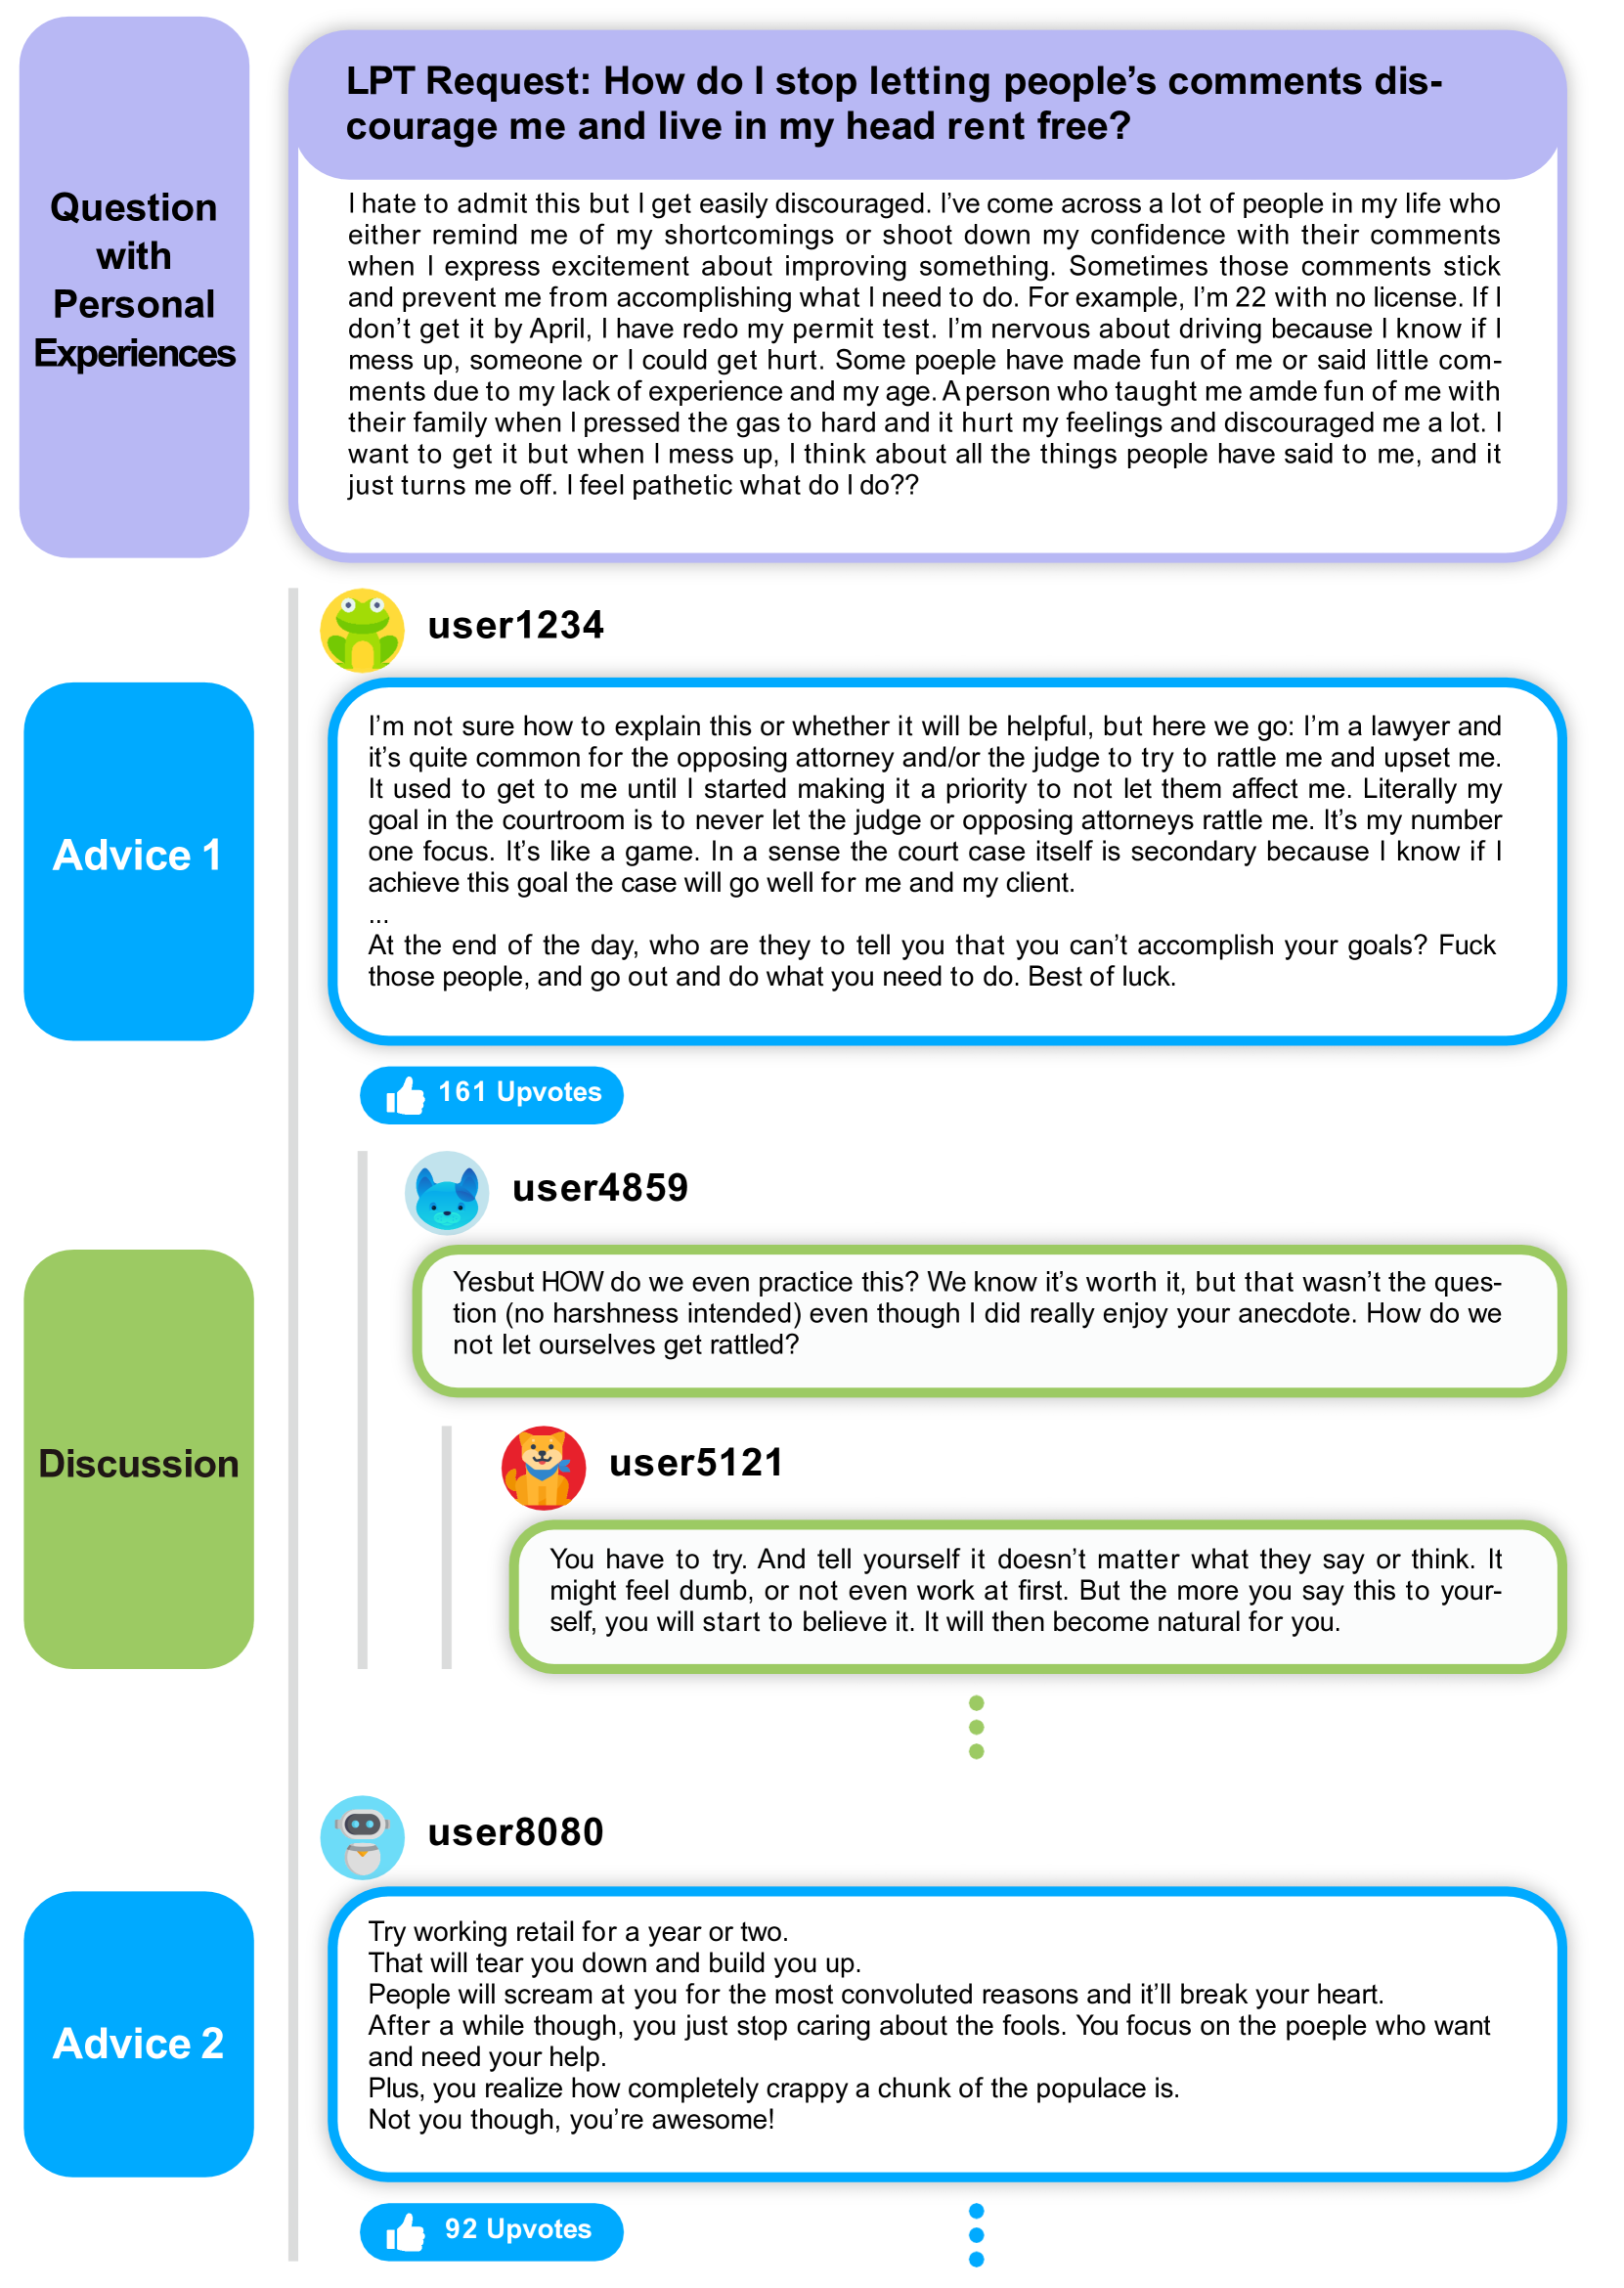 Question
with
Personal
Experiences
LPT Request: How do I stop letting people's comments dis-
courage me and live in my head rent free?
I hate to admit this but I get easily discouraged. I've come across a lot of people in my life who
either remind me of my shortcomings or shoot down my confidence with their comments
when I express excitement about improving something. Sometimes those comments stick
and prevent me from accomplishing what I need to do. For example, I'm 22 with no license. If I
don't get it by April, I have redo my permit test. I'm nervous about driving because I know if I
mess up, someone or I could get hurt. Some poeple have made fun of me or said little com-
ments due to my lack of experience and my age. A person who taught me amde fun of me with
their family when I pressed the gas to hard and it hurt my feelings and discouraged me a lot. I
want to get it but when I mess up, I think about all the things people have said to me, and it
just turns me off. I feel pathetic what do I do??
user1234
Advice 1
I'm not sure how to explain this or whether it will be helpful, but here we go: I'm a lawyer and
it's quite common for the opposing attorney and/or the judge to try to rattle me and upset me.
It used to get to me until I started making it a priority to not let them affect me. Literally my
goal in the courtroom is to never let the judge or opposing attorneys rattle me. It's my number
one focus. It's like a game. In a sense the court case itself is secondary because I know if I
achieve this goal the case will go well for me and my client.
...
At the end of the day, who are they to tell you that you can't accomplish your goals? Fuck
those people, and go out and do what you need to do. Best of luck.
161 Upvotes
user4859
Discussion
Yesbut HOW do we even practice this? We know it's worth it, but that wasn't the ques-
tion (no harshness intended) even though I did really enjoy your anecdote. How do we
not let ourselves get rattled?
user5121
You have to try. And tell yourself it doesn't matter what they say or think. It
might feel dumb, or not even work at first. But the more you say this to your-
self, you will start to believe it. It will then become natural for you.
user8080
Advice 2
Try working retail for a year or two.
That will tear you down and build you up.
People will scream at you for the most convoluted reasons and it'll break your heart.
After a while though, you just stop caring about the fools. You focus on the poeple who want
and need your help.
Plus, you realize how completely crappy a chunk of the populace is.
Not you though, you're awesome!
92 Upvotes